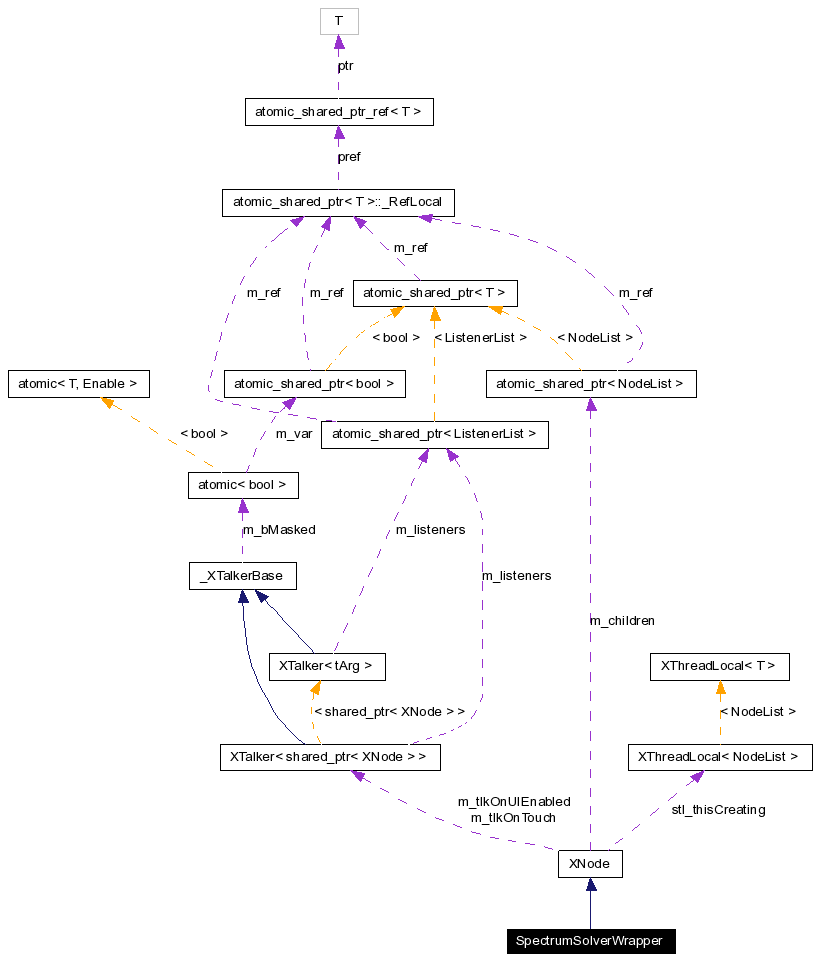 T
ptr
atomic_shared_ptr_ref< T >
pref
atomic_shared_ptr< T >::_RefLocal
m_ref
m_ref
m_ref
m_ref
atomic_shared_ptr< T >
< bool >
< ListenerList >
< NodeList >
atomic< T, Enable >
atomic_shared_ptr< bool >
atomic_shared_ptr< NodeList >
< bool >
m_var
atomic_shared_ptr< ListenerList >
atomic< bool >
m_bMasked
m_listeners
_XTalkerBase
m_listeners
m_children
XTalker< tArg >
XThreadLocal< T >
< shared_ptr< XNode > >
< NodeList >
XTalker< shared_ptr< XNode > >
XThreadLocal< NodeList >
m_tlkOnUIEnabled
m_tlkOnTouch
stl_thisCreating
XNode
SpectrumSolverWrapper